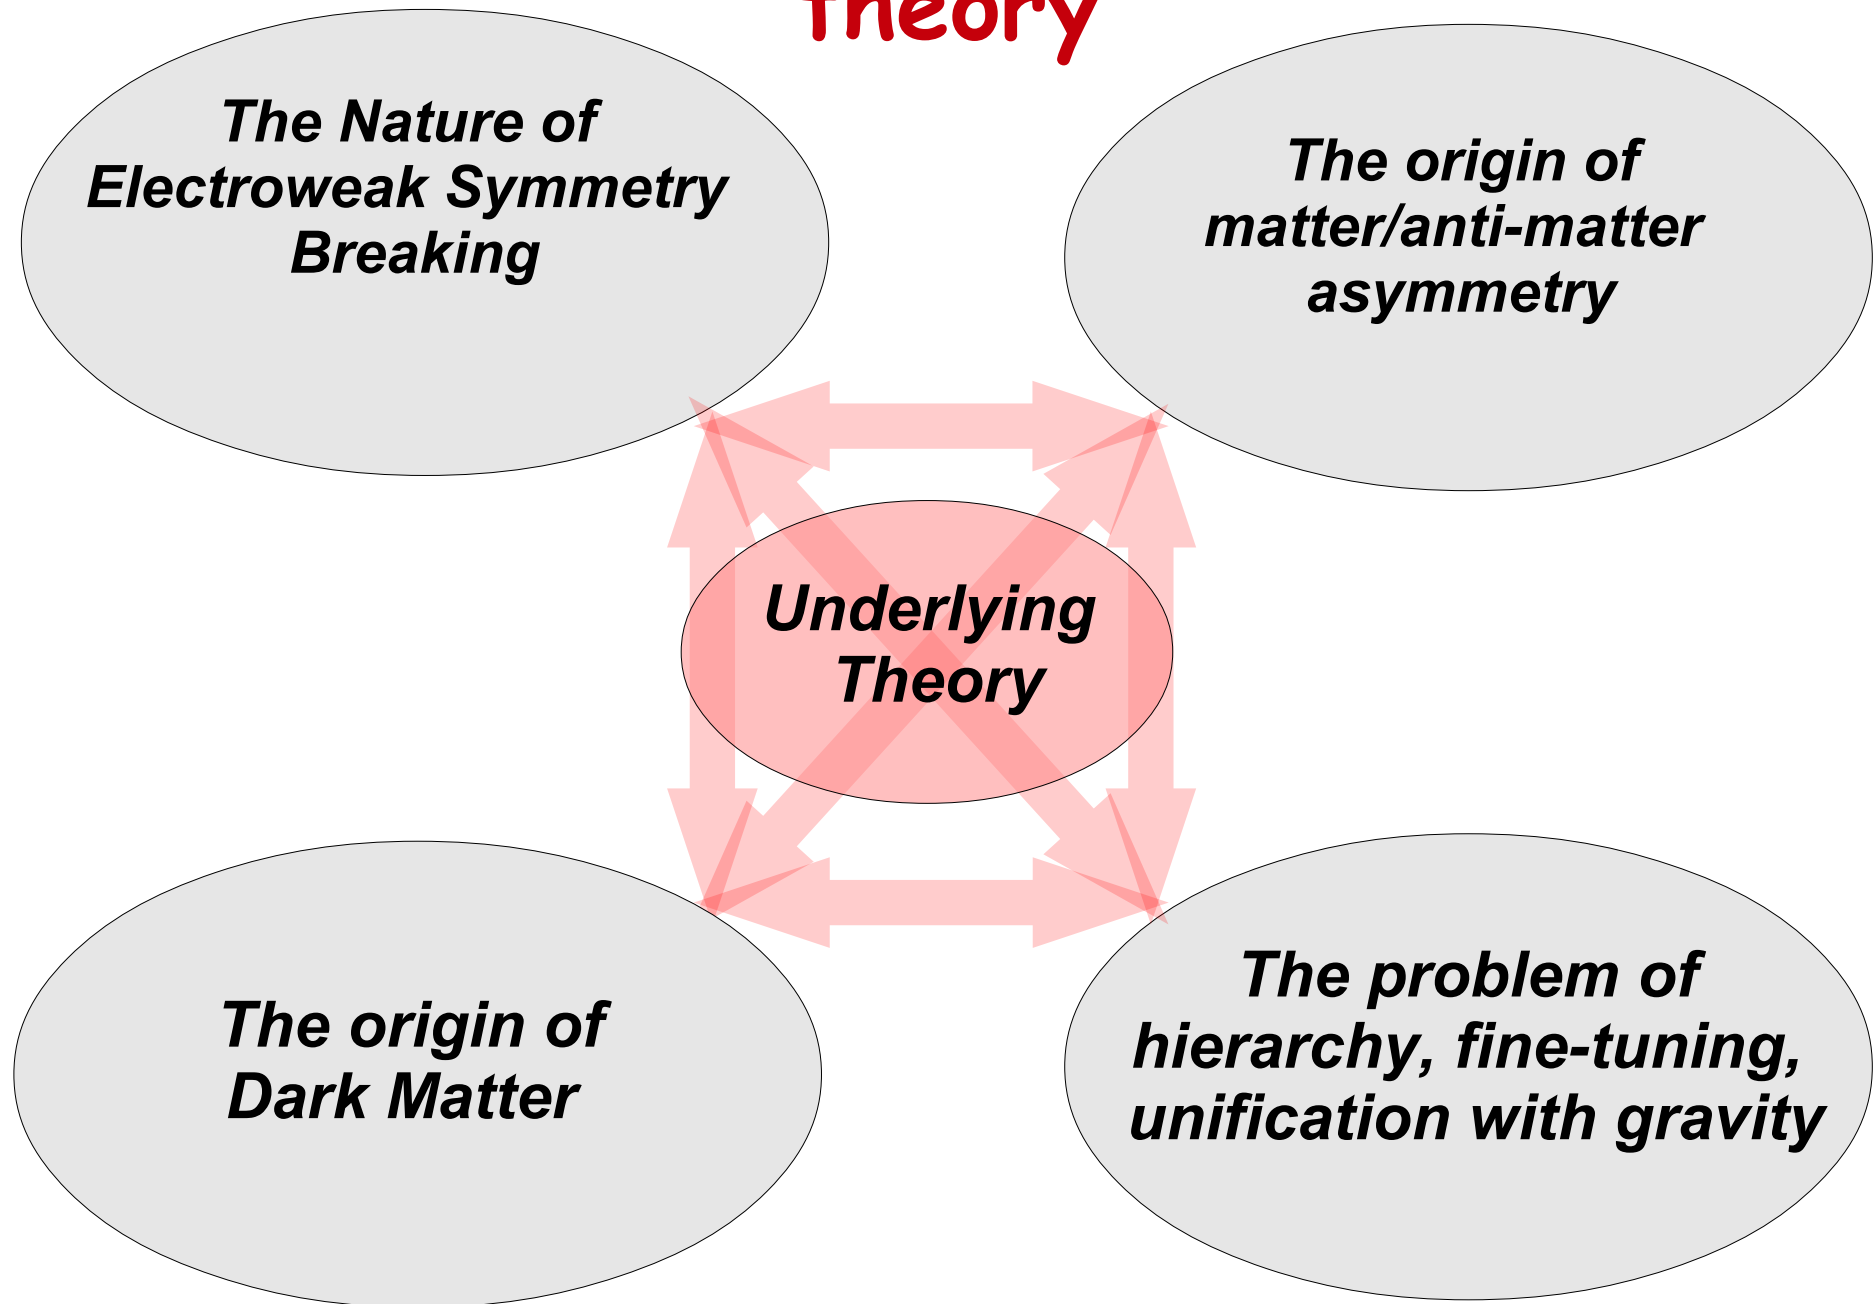 theory
The Nature of
Electroweak Symmetry
Breaking
The origin of
matter/anti-matter
asymmetry
Underlying
Theory
The origin of
Dark Matter
The problem of
hierarchy, fine-tuning,
unification with gravity